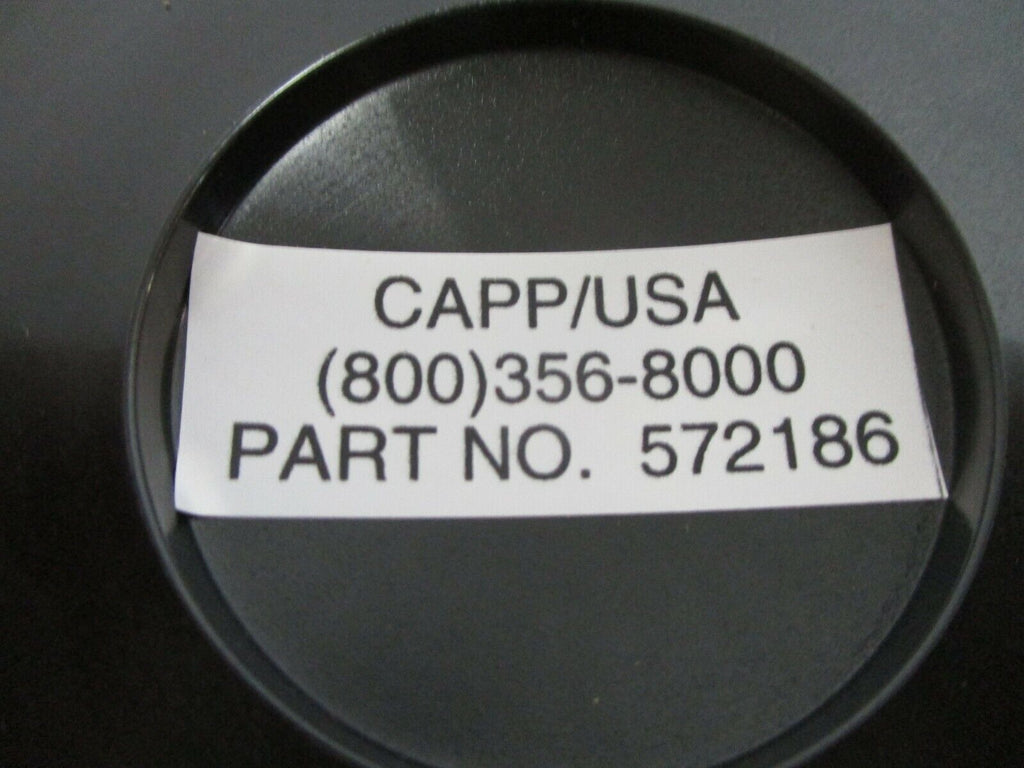 CAPP/USA
(800)356-8000
PART NO. 572186